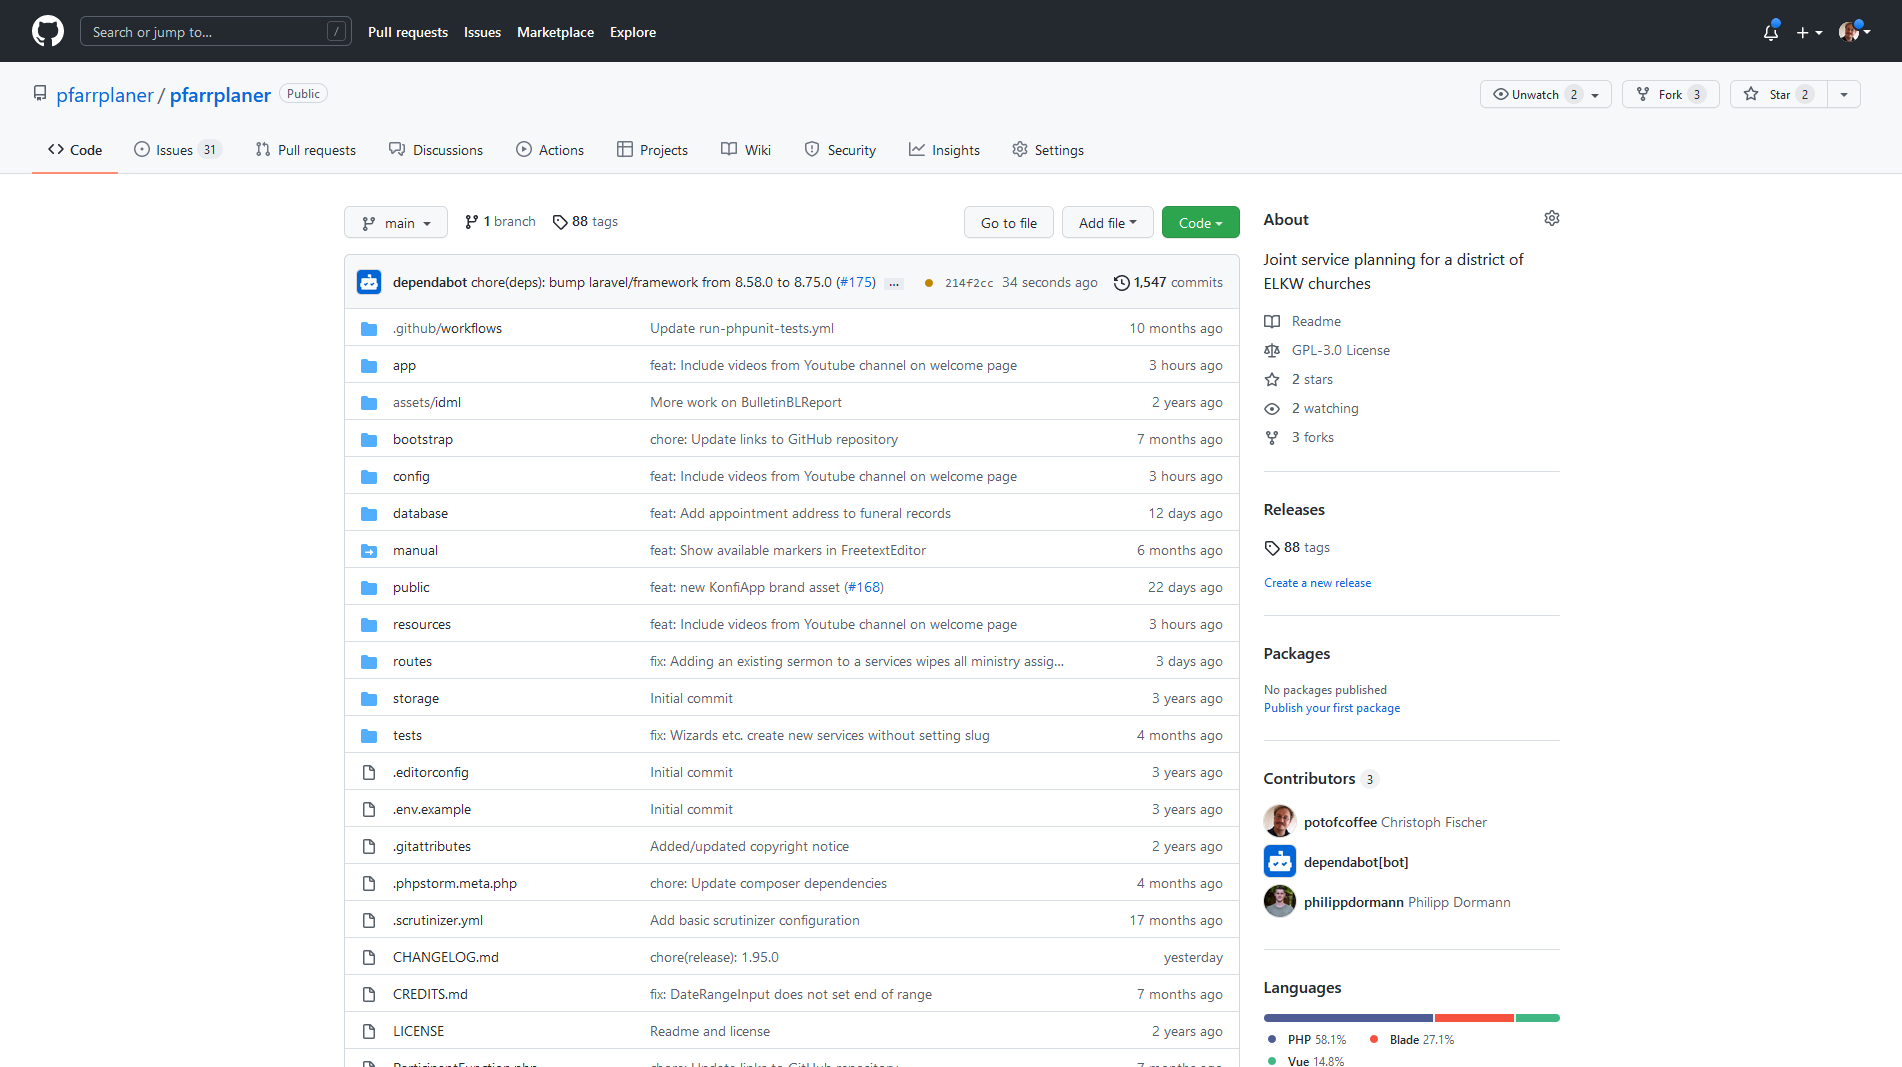 Search or jump to... /
Pull requests Issues Marketplace Explore
pfarrplaner / pfarrplaner Public
Unwatch 2 Fork 3 Star 2
Code Issues 31 Pull requests Discussions Actions Projects Wiki Security Insights Settings
main 1 branch 88 tags Go to file Add file Code
dependabot chore(deps): bump laravel/framework from 8.58.0 to 8.75.0 (#175) ... 214f2cc 34 seconds ago 1,547 commits
.github/workflows Update run-phpunit-tests.yml 10 months ago
app feat: Include videos from Youtube channel on welcome page 3 hours ago
assets/idml More work on BulletinBLReport 2 years ago
bootstrap chore: Update links to GitHub repository 7 months ago
config feat: Include videos from Youtube channel on welcome page 3 hours ago
database feat: Add appointment address to funeral records 12 days ago
manual feat: Show available markers in FreetextEditor 6 months ago
public feat: new KonfiApp brand asset (#168) 22 days ago
resources feat: Include videos from Youtube channel on welcome page 3 hours ago
routes fix: Adding an existing sermon to a services wipes all ministry assig... 3 days ago
storage Initial commit 3 years ago
tests fix: Wizards etc. create new services without setting slug 4 months ago
.editorconfig Initial commit 3 years ago
.env.example Initial commit 3 years ago
.gitattributes Added/updated copyright notice 2 years ago
.phpstorm.meta.php chore: Update composer dependencies 4 months ago
.scrutinizer.yml Add basic scrutinizer configuration 17 months ago
CHANGELOG.md chore(release): 1.95.0 yesterday
CREDITS.md fix: DateRangeInput does not set end of range 7 months ago
LICENSE Readme and license 2 years ago
ParticipantFunction.php chore: Update links to GitHub repository 7 months ago
About
Joint service planning for a district of
ELKW churches
Readme
GPL-3.0 License
2 stars
2 watching
3 forks
Releases
88 tags
Create a new release
Packages
No packages published
Publish your first package
Contributors 3
potofcoffee Christoph Fischer
dependabot[bot]
philippdormann Philipp Dormann
Languages
PHP 58.1% Blade 27.1%
Vue 14.8%